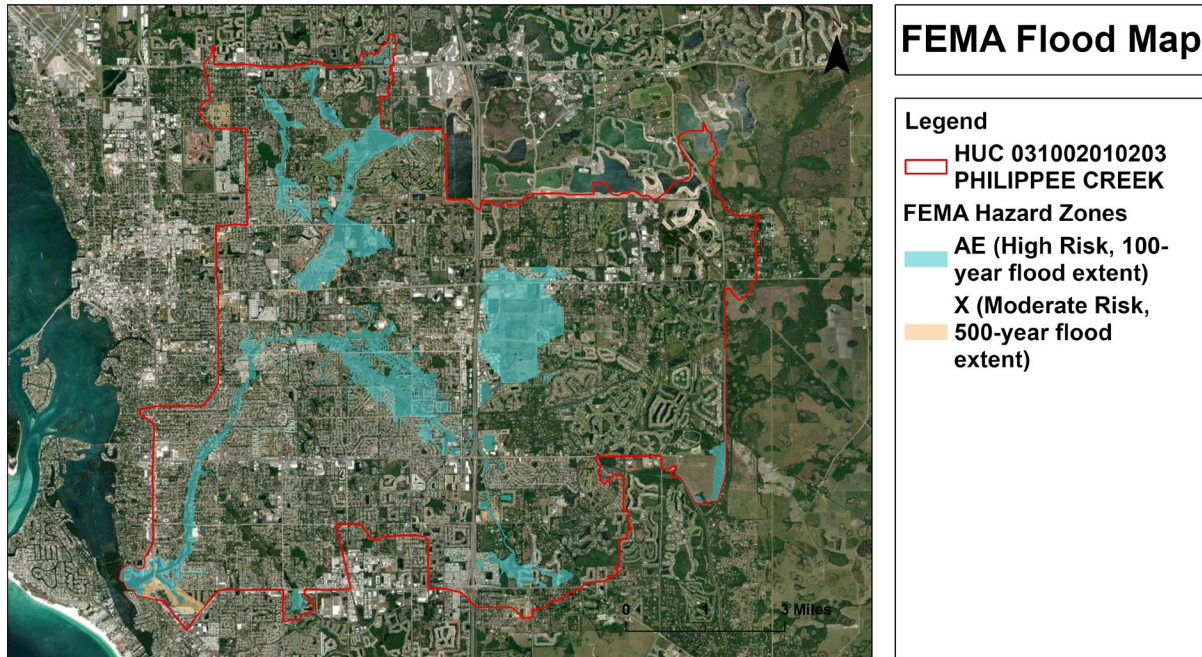 FEMA Flood Map
Legend
HUC 031002010203
PHILIPPEE CREEK
FEMA Hazard Zones
AE (High Risk, 100-
year flood extent)
X (Moderate Risk,
500-year flood
extent)
N
0 1 3 Miles